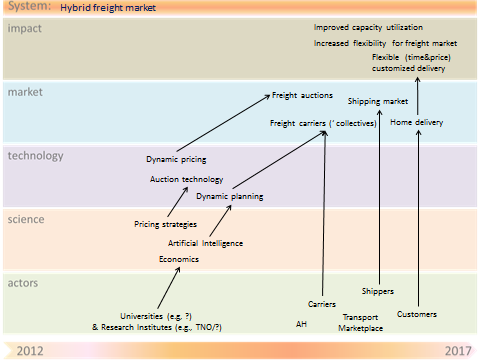 System: Hybrid freight market
impact
Improved capacity utilization
Increased flexibility for freight market
Flexible (time&price)
customized delivery
market
Freight auctions
Shipping market
Freight carriers (' collectives)
Home delivery
technology
Dynamic pricing
Auction technology
Dynamic planning
science
Pricing strategies
Artificial Intelligence
Economics
actors
Shippers
Carriers
Universities (e.g. ?)
& Research Institutes (e.g., TNO/?)
AH
Transport
Marketplace
Customers
2012
2017